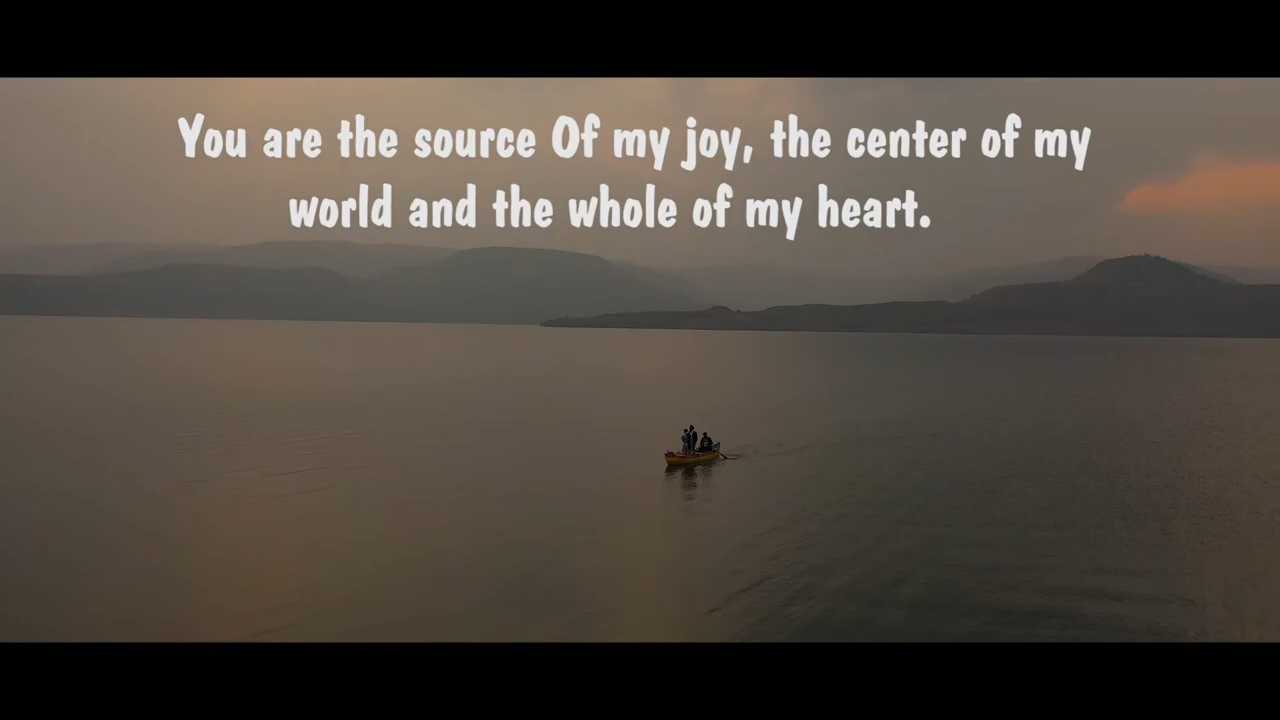 You are the source Of my joy, the center of my
world and the whole of my heart.